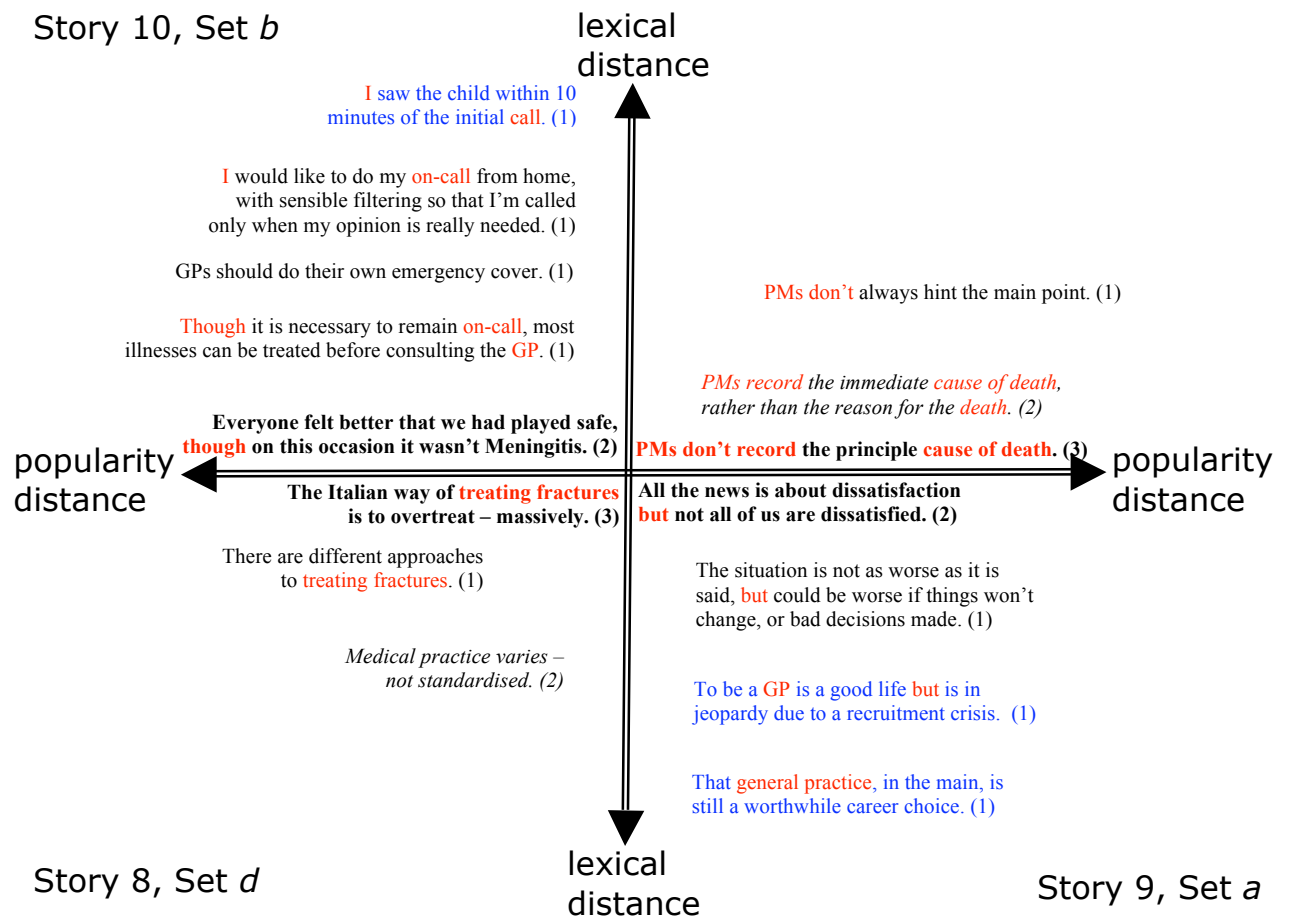 Story 10, Set b
lexical
distance
I saw the child within 10
minutes of the initial call. (1)
I would like to do my on-call from home,
with sensible filtering so that I'm called
only when my opinion is really needed. (1)
GPs should do their own emergency cover. (1)
Though it is necessary to remain on-call, most
illnesses can be treated before consulting the GP. (1)
Everyone felt better that we had played safe,
though on this occasion it wasn't Meningitis. (2)
PMs don't always hint the main point. (1)
PMs record the immediate cause of death,
rather than the reason for the death. (2)
PMs don't record the principle cause of death. (3)
popularity
distance
popularity
distance
The Italian way of treating fractures
is to overtreat – massively. (3)
There are different approaches
to treating fractures. (1)
Medical practice varies –
not standardised. (2)
All the news is about dissatisfaction
but not all of us are dissatisfied. (2)
The situation is not as worse as it is
said, but could be worse if things won't
change, or bad decisions made. (1)
To be a GP is a good life but is in
jeopardy due to a recruitment crisis. (1)
That general practice, in the main, is
still a worthwhile career choice. (1)
Story 8, Set d
lexical
distance
Story 9, Set a